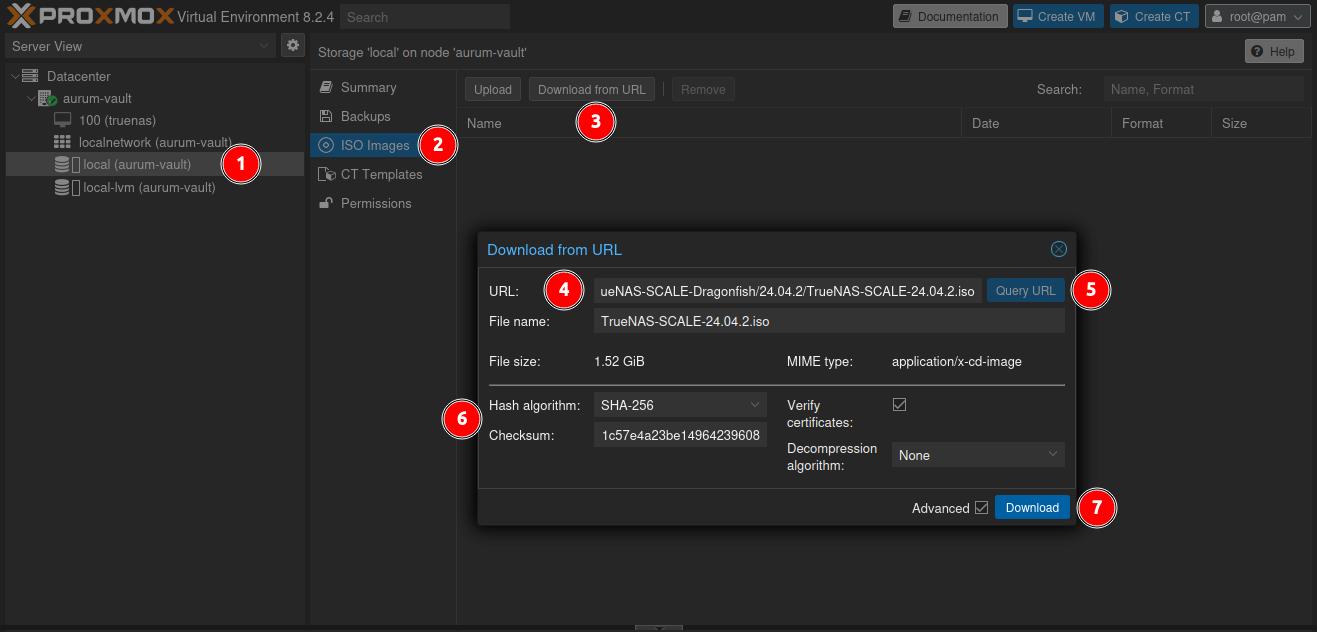 PROXMOX Virtual Environment 8.2.4 Search Documentation Create VM Create CT root@pam
Server View
Storage 'local' on node 'aurum-vault' Help
Datacenter
aurum-vault
100 (truenas)
localnetwork (aurum-vault)
local (aurum-vault) 1
local-lvm (aurum-vault)
Summary
Backups
ISO Images 2
CT Templates
Permissions
Upload Download from URL Remove Search: Name, Format
3
Name Date Format Size
Download from URL
URL: 4 ueNAS-SCALE-Dragonfish/24.04.2/TrueNAS-SCALE-24.04.2.iso Query URL 5
File name: TrueNAS-SCALE-24.04.2.iso
File size: 1.52 GiB MIME type: application/x-cd-image
6
Hash algorithm: SHA-256
Checksum: 1c57e4a23be14964239608
Verify
certificates:
Decompression
algorithm: None
Advanced Download 7